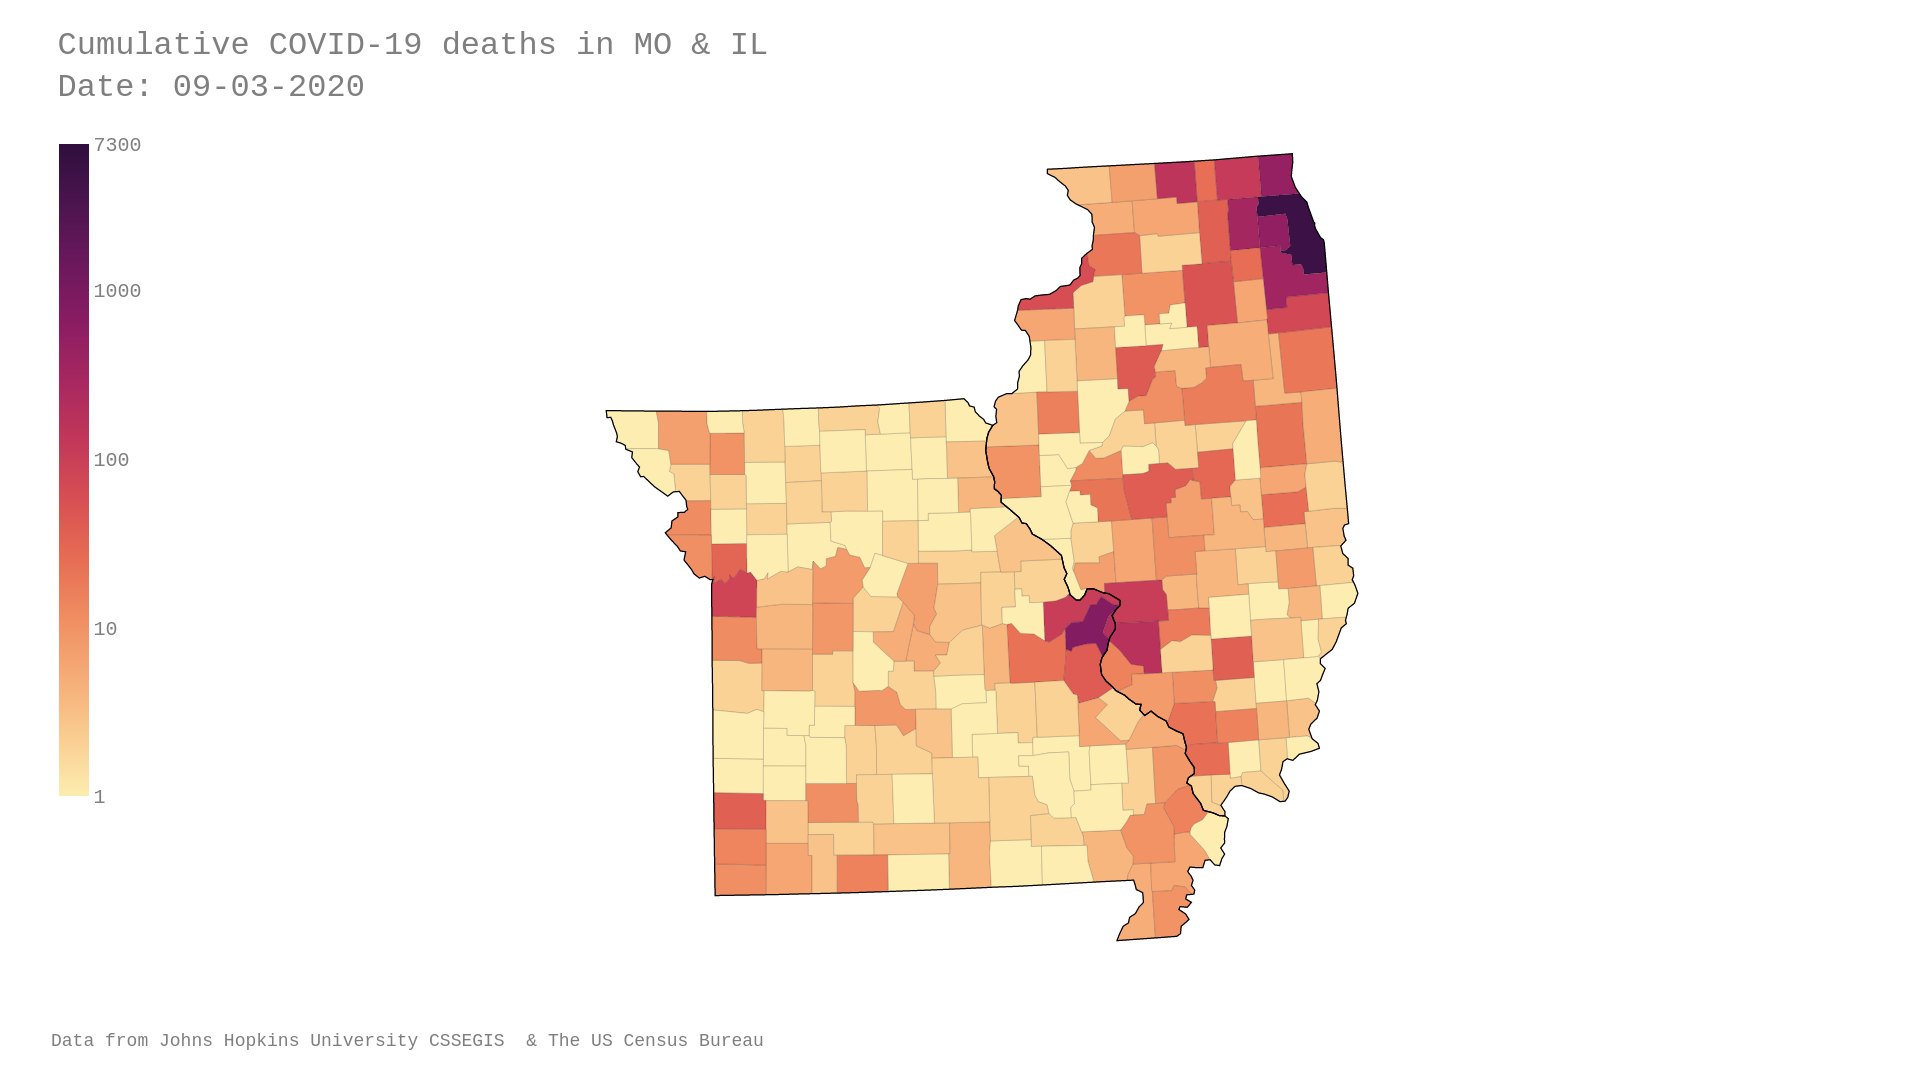 Cumulative COVID-19 deaths in MO & IL
Date: 09-03-2020
7300
1000
100
10
1
Data from Johns Hopkins University CSSEGIS  & The US Census Bureau